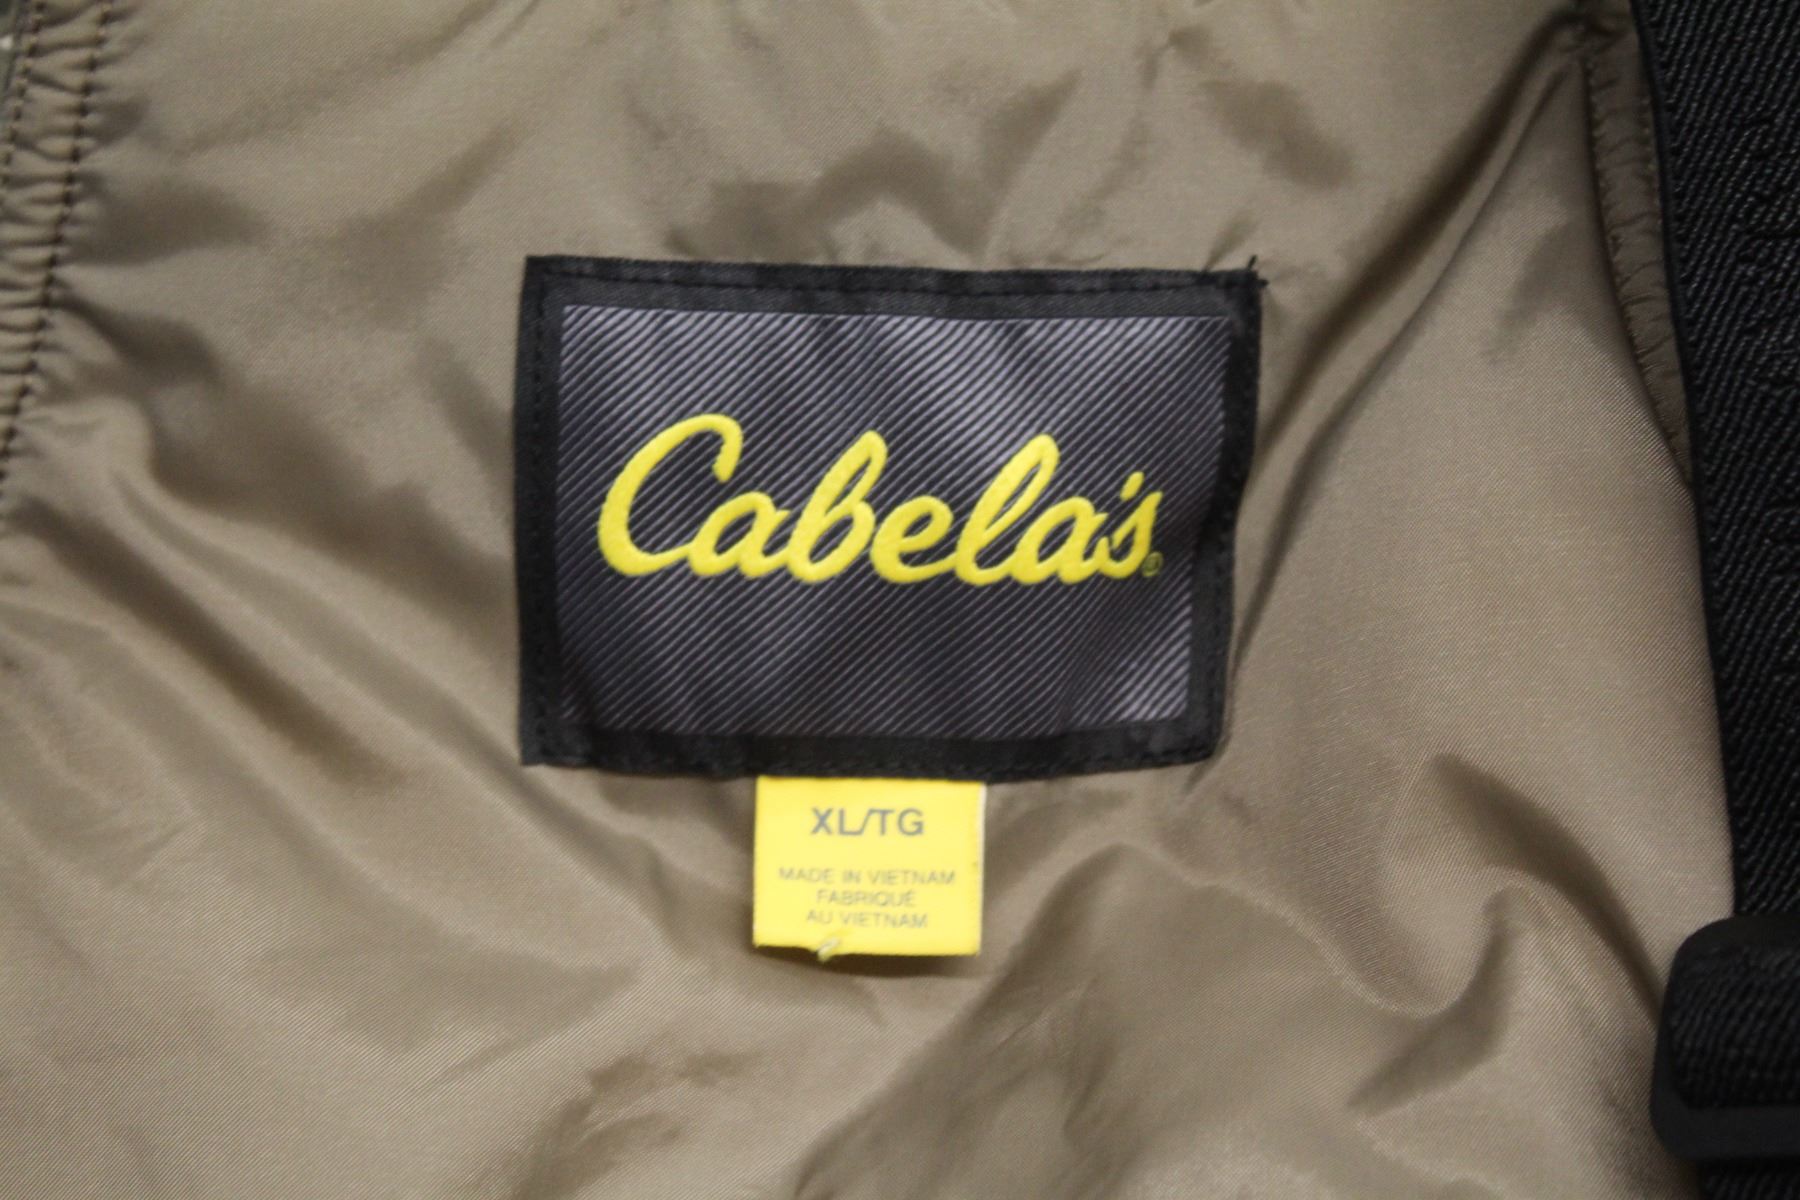 Cabela's®
XL/TG
MADE IN VIETNAM
FABRIQUÉ
AU VIETNAM